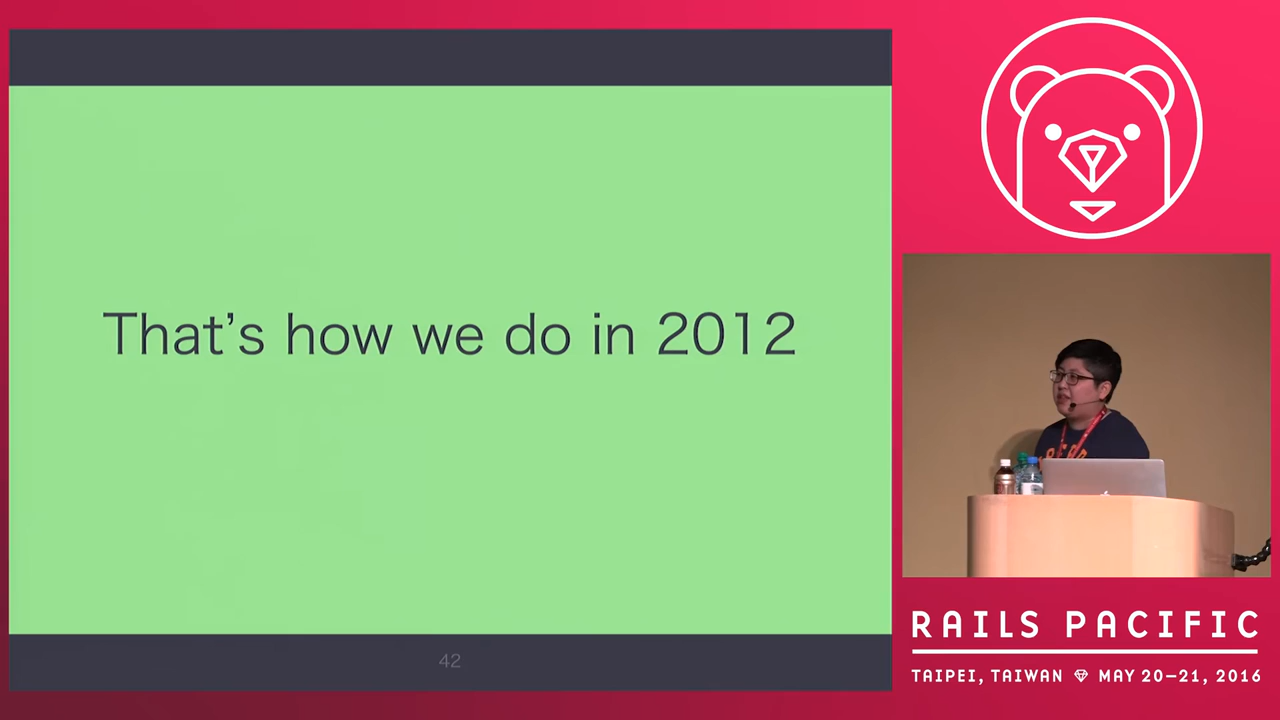 That’s how we do in 2012
42
RAILS PACIFIC
TAIPEI, TAIWAN MAY 20–21, 2016